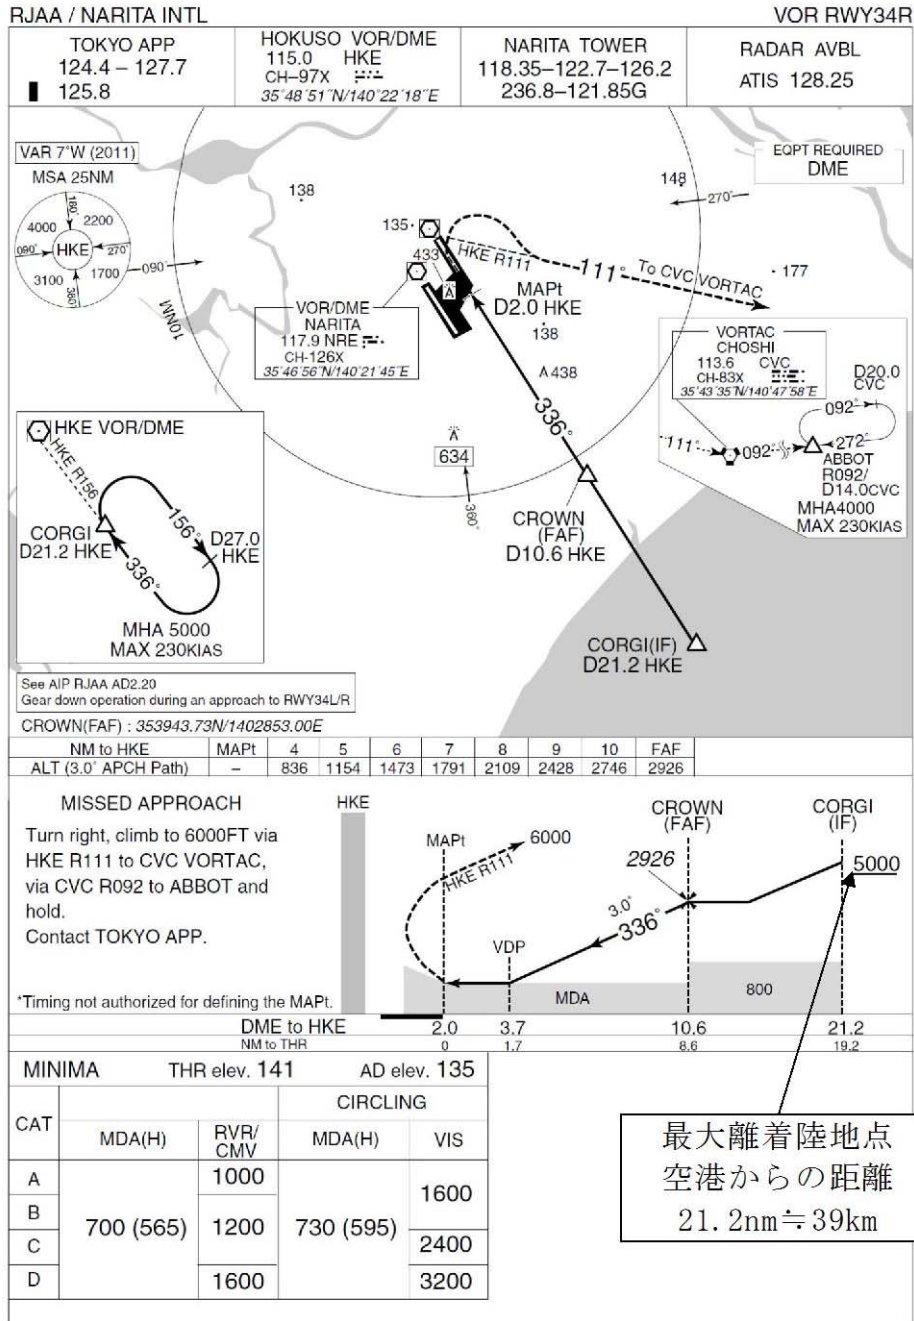 RJAA / NARITA INTL
VOR RWY34R
TOKYO APP
124.4 – 127.7
125.8
HOKUSO VOR/DME
115.0 HKE
CH–97X
35°48′51″N/140°22′18″E
NARITA TOWER
118.35–122.7–126.2
236.8–121.85G
RADAR AVBL
ATIS 128.25
VAR 7°W (2011)
MSA 25NM
180°
4000
2200
090°
HKE
270°
3100
1700
360°
090°
10NM
138
135
433
148
270°
EQPT REQUIRED
DME
HKE R111
111°
To CVC VORTAC
177
MAPt
D2.0 HKE
138
438
VOR/DME
NARITA
117.9 NRE
CH-126X
35°46′56″N/140°21′45″E
VORTAC
CHOSHI
113.6 CVC
CH-83X
35°43′35″N/140°47′58″E
D20.0
CVC
092°
111°
092°
272°
ABBOT
R092/
D14.0CVC
MHA4000
MAX 230KIAS
336°
634
360°
CROWN
(FAF)
D10.6 HKE
CORGI(IF)
D21.2 HKE
HKE VOR/DME
HKE R156
CORGI
D21.2 HKE
156°
D27.0
HKE
336°
MHA 5000
MAX 230KIAS
See AIP RJAA AD2.20
Gear down operation during an approach to RWY34L/R
CROWN(FAF) : 353943.73N/1402853.00E
NM to HKE MAPt 4 5 6 7 8 9 10 FAF
ALT (3.0° APCH Path) – 836 1154 1473 1791 2109 2428 2746 2926
MISSED APPROACH
Turn right, climb to 6000FT via
HKE R111 to CVC VORTAC,
via CVC R092 to ABBOT and
hold.
Contact TOKYO APP.
*Timing not authorized for defining the MAPt.
HKE
MAPt
6000
HKE R111
VDP
CROWN
(FAF)
2926
3.0°
336°
CORGI
(IF)
5000
MDA
800
DME to HKE 2.0 3.7 10.6 21.2
NM to THR 0 1.7 8.6 19.2
MINIMA THR elev. 141 AD elev. 135
CAT
CIRCLING
MDA(H)
RVR/
CMV
MDA(H)
VIS
A
B
C
D
700 (565)
1000
1200
1600
730 (595)
1600
2400
3200
最大離着陸地点
空港からの距離
21.2nm≒39km